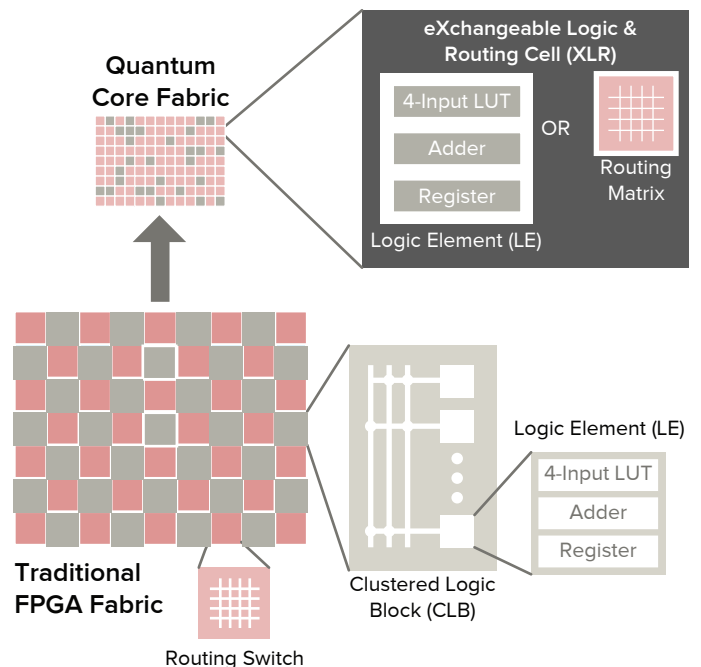 eXchangeable Logic &
Routing Cell (XLR)
Quantum
Core Fabric
4-Input LUT
Adder
Register
OR
Routing
Matrix
Logic Element (LE)
Logic Element (LE)
4-Input LUT
Adder
Register
Traditional
FPGA Fabric
Clustered Logic
Block (CLB)
Routing Switch